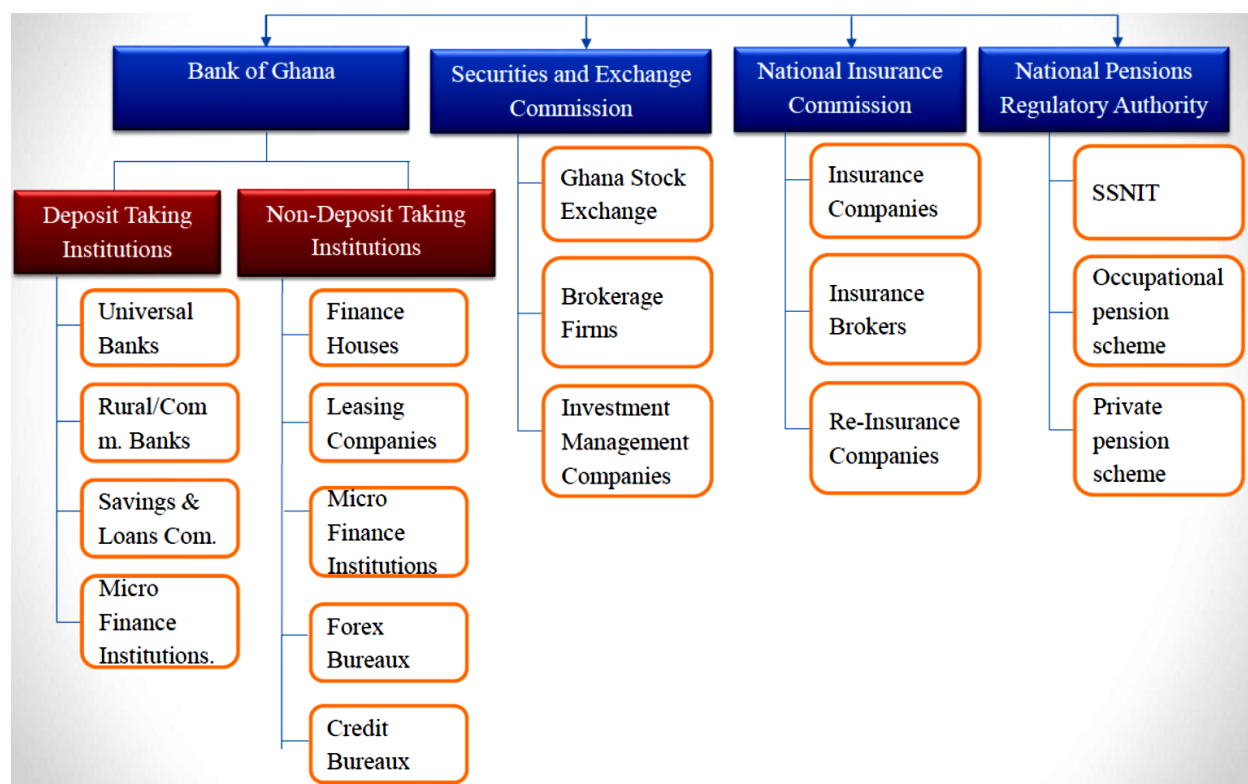 Bank of Ghana
Securities and Exchange
Commission
National Insurance
Commission
National Pensions
Regulatory Authority
Deposit Taking
Institutions
Universal
Banks
Rural/Com
m. Banks
Savings &
Loans Com.
Micro
Finance
Institutions.
Non-Deposit Taking
Institutions
Finance
Houses
Leasing
Companies
Micro
Finance
Institutions
Forex
Bureaux
Credit
Bureaux
Ghana Stock
Exchange
Brokerage
Firms
Investment
Management
Companies
Insurance
Companies
Insurance
Brokers
Re-Insurance
Companies
SSNIT
Occupational
pension
scheme
Private
pension
scheme